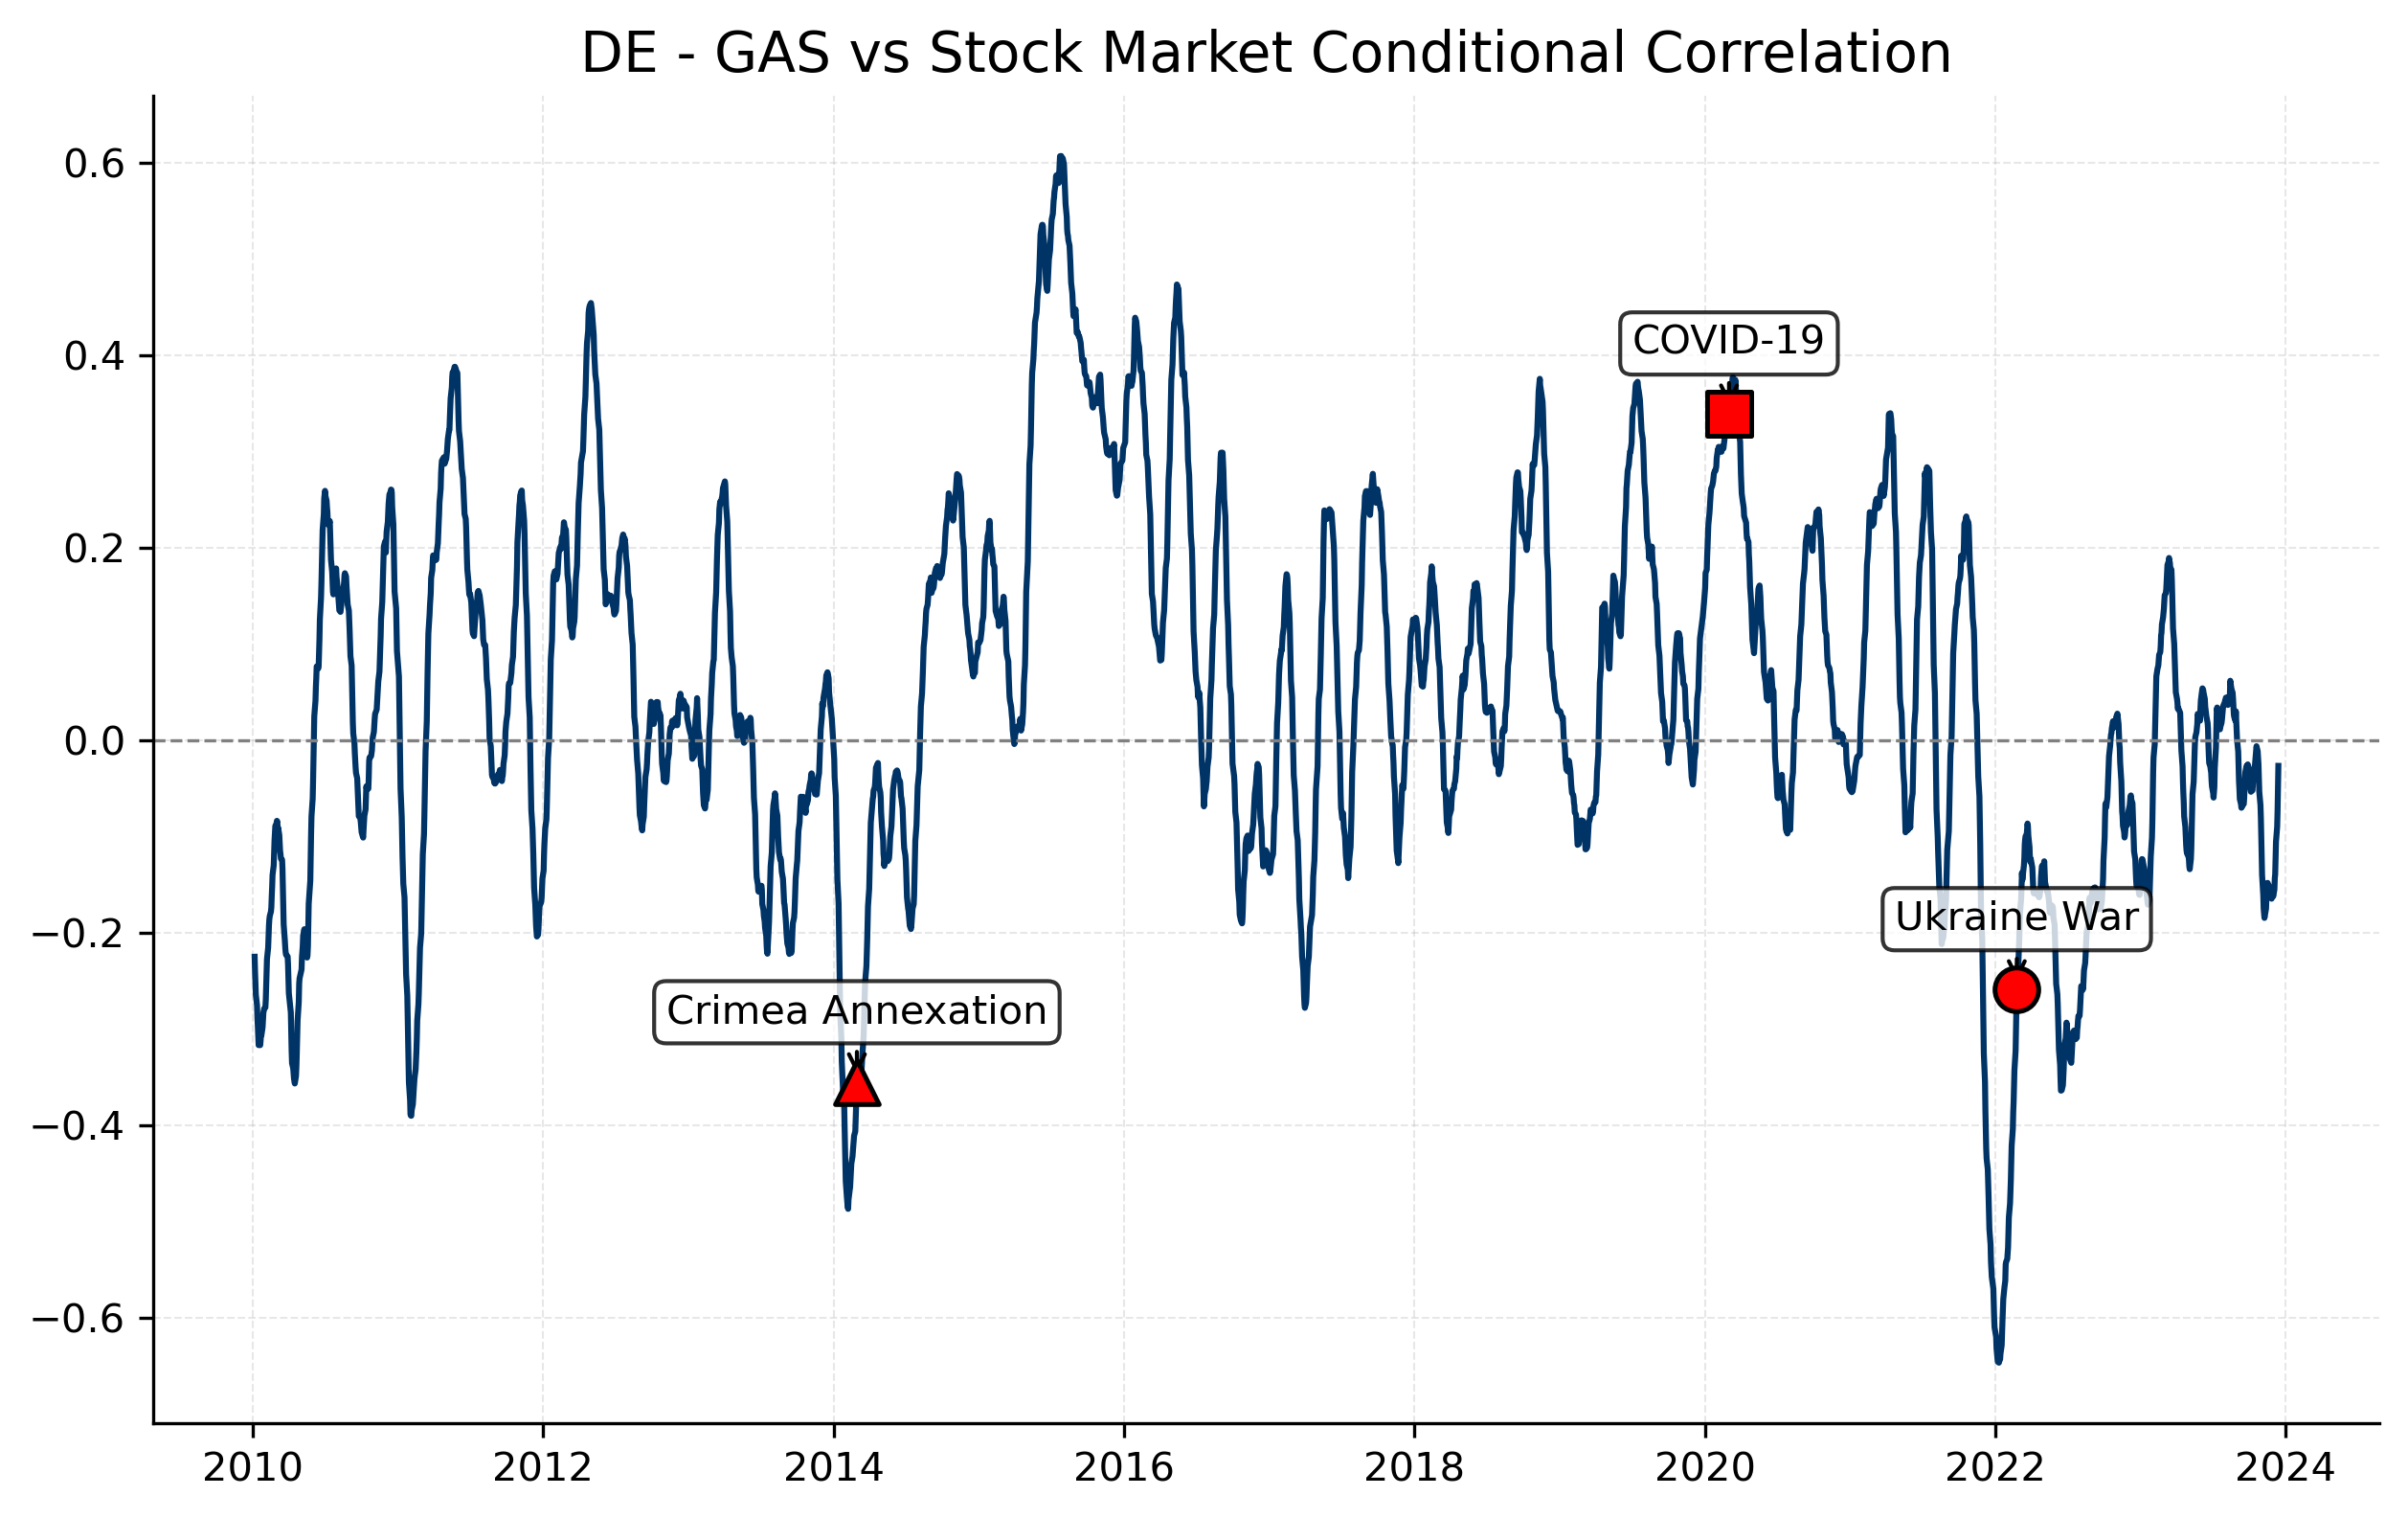 DE - GAS vs Stock Market Conditional Correlation
0.6
0.4
0.2
0.0
−0.2
−0.4
−0.6
COVID-19
Ukraine War
Crimea Annexation
2010 2012 2014 2016 2018 2020 2022 2024